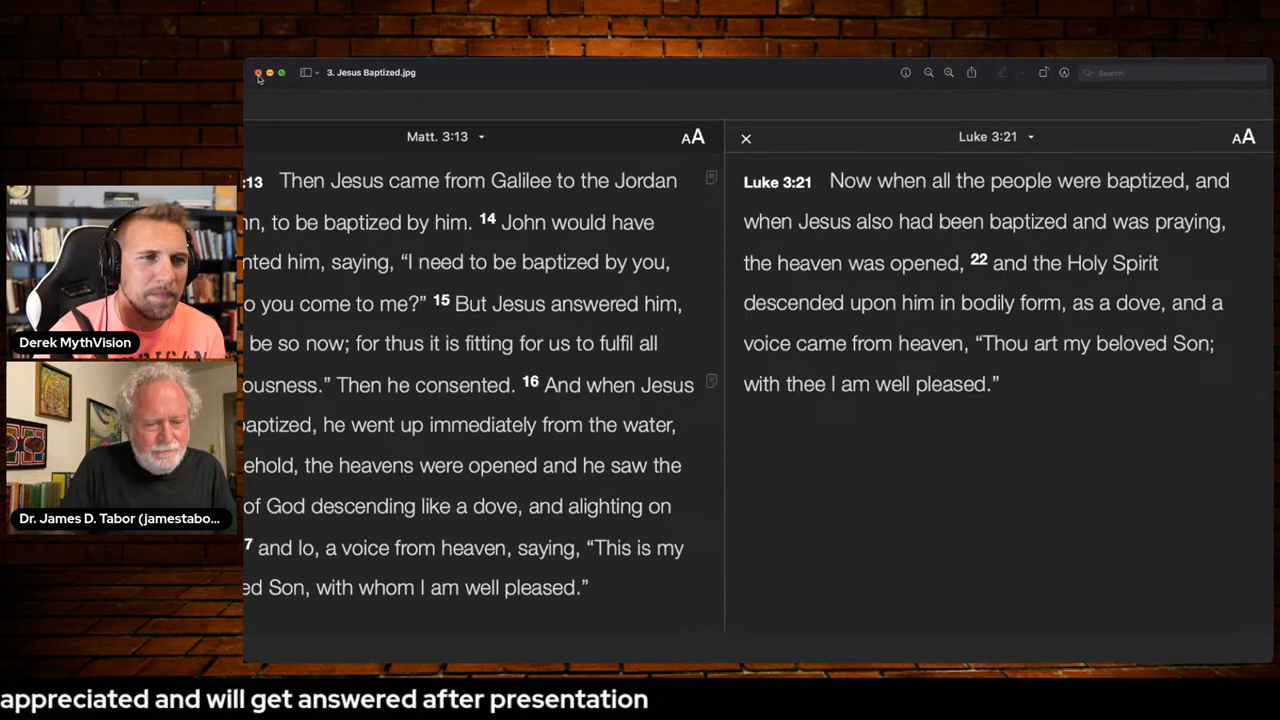 3. Jesus Baptized.jpg
Search
Matt. 3:13
AA
Luke 3:21
AA
:13 Then Jesus came from Galilee to the Jordan
n, to be baptized by him. 14 John would have
nted him, saying, “I need to be baptized by you,
o you come to me?” 15 But Jesus answered him,
be so now; for thus it is fitting for us to fulfil all
ousness.” Then he consented. 16 And when Jesus
aptized, he went up immediately from the water,
ehold, the heavens were opened and he saw the
of God descending like a dove, and alighting on
7 and lo, a voice from heaven, saying, “This is my
ed Son, with whom I am well pleased.”
Luke 3:21 Now when all the people were baptized, and
when Jesus also had been baptized and was praying,
the heaven was opened, 22 and the Holy Spirit
descended upon him in bodily form, as a dove, and a
voice came from heaven, “Thou art my beloved Son;
with thee I am well pleased.”
POPEYE
Derek MythVision
Dr. James D. Tabor (jamestabo...
appreciated and will get answered after presentation